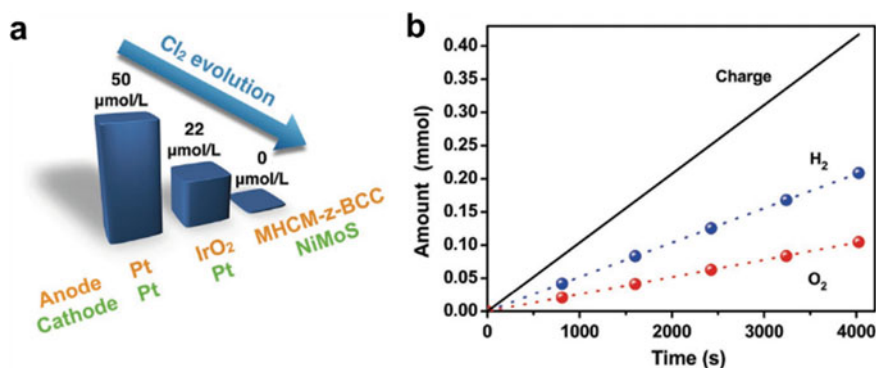 a
Cl₂ evolution
50
μmol/L
22
μmol/L
0
μmol/L
Anode Pt IrO₂ MHCM-z-BCC
Cathode Pt Pt NiMoS
b
Amount (mmol)
0.40
0.35
0.30
0.25
0.20
0.15
0.10
0.05
0.00
Charge
H₂
O₂
0 1000 2000 3000 4000
Time (s)